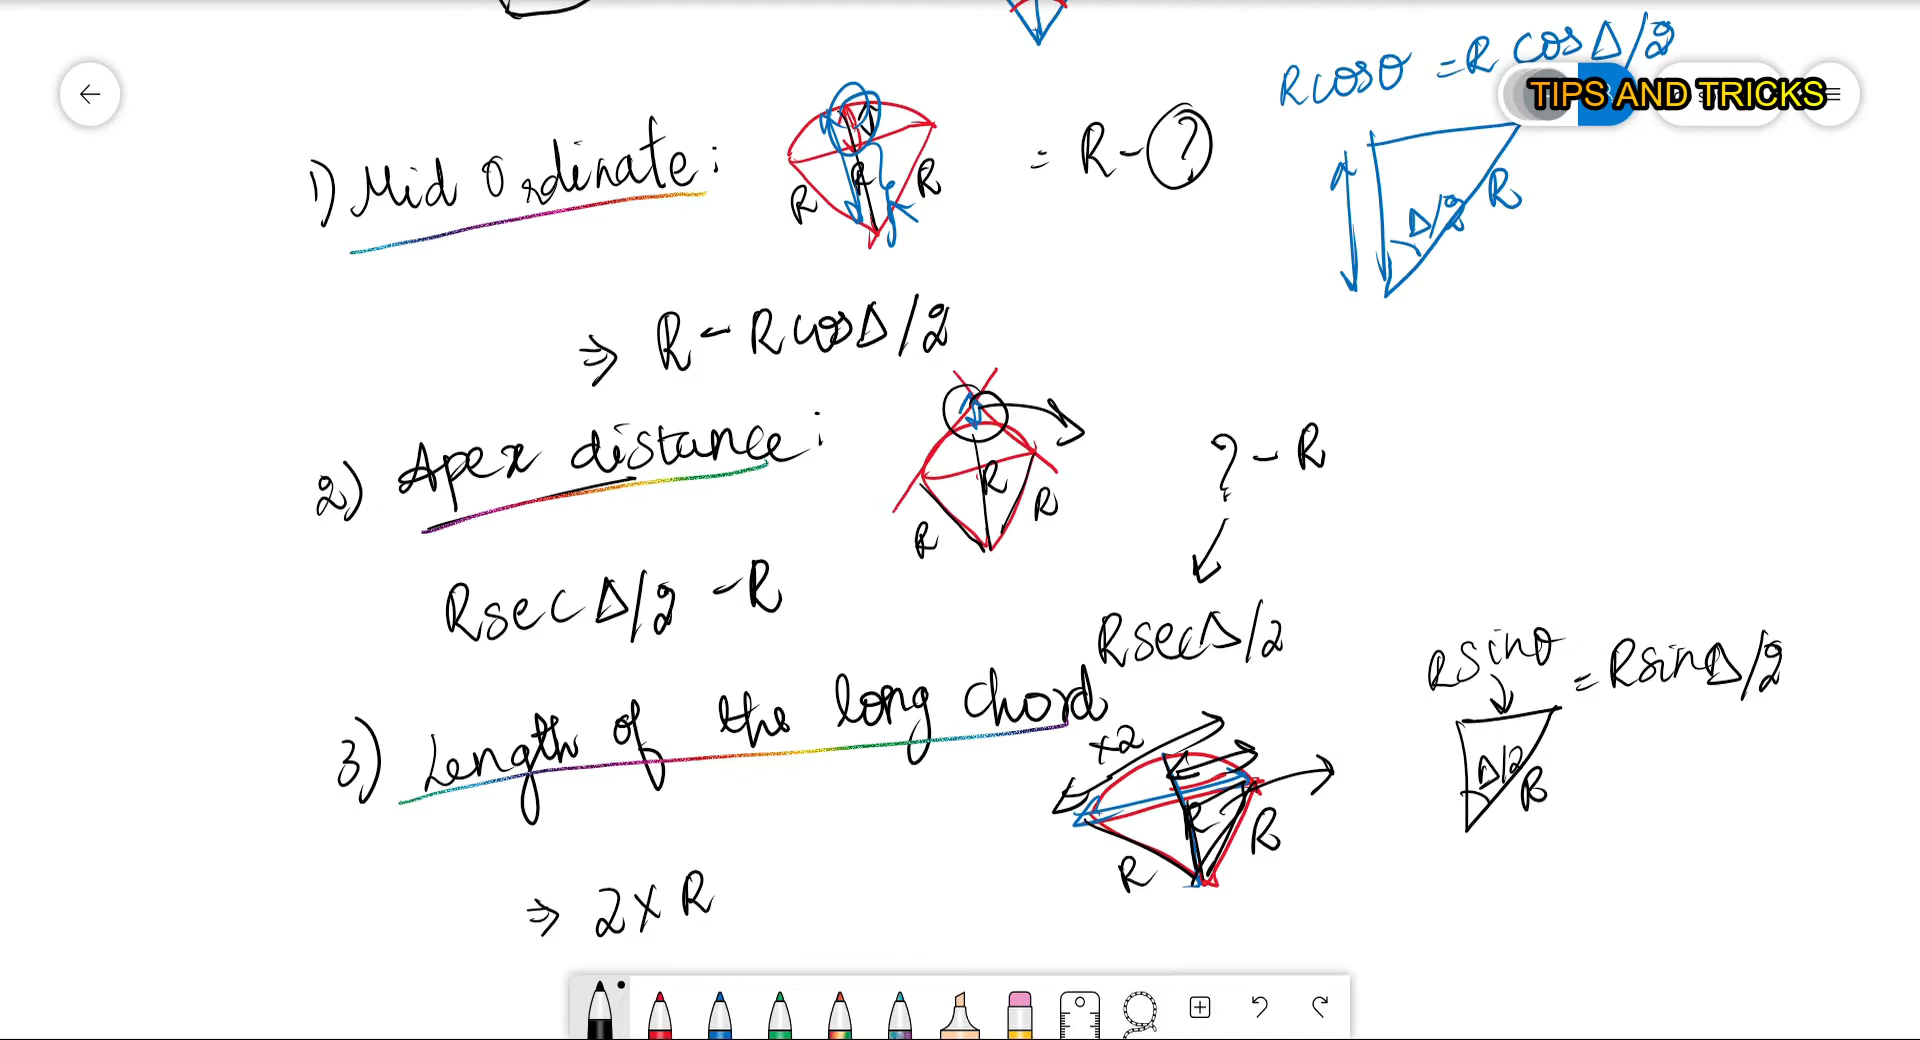 R cosθ = R cos Δ/2
TIPS AND TRICKS
1) Mid Ordinate :
R
R
R
= R - ?
Δ/2
R
⇒ R - R cos Δ/2
2) Apex distance :
R
R
R
? - R
R sec Δ/2 - R
R sec Δ/2
R sinθ = R sin Δ/2
3) Length of the long chord
×2
R
R
R
Δ/2
R
⇒ 2 × R